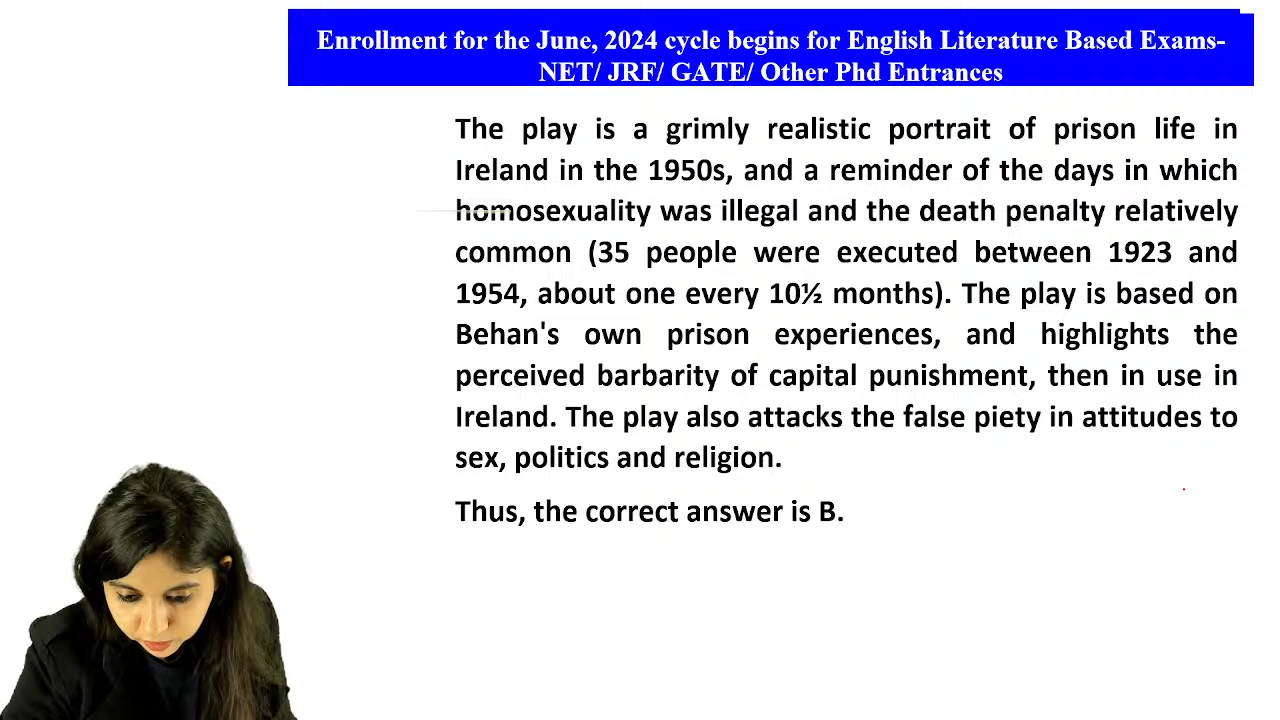 Enrollment for the June, 2024 cycle begins for English Literature Based Exams-
NET/ JRF/ GATE/ Other Phd Entrances
The play is a grimly realistic portrait of prison life in
Ireland in the 1950s, and a reminder of the days in which
homosexuality was illegal and the death penalty relatively
common (35 people were executed between 1923 and
1954, about one every 10½ months). The play is based on
Behan's own prison experiences, and highlights the
perceived barbarity of capital punishment, then in use in
Ireland. The play also attacks the false piety in attitudes to
sex, politics and religion.
Thus, the correct answer is B.